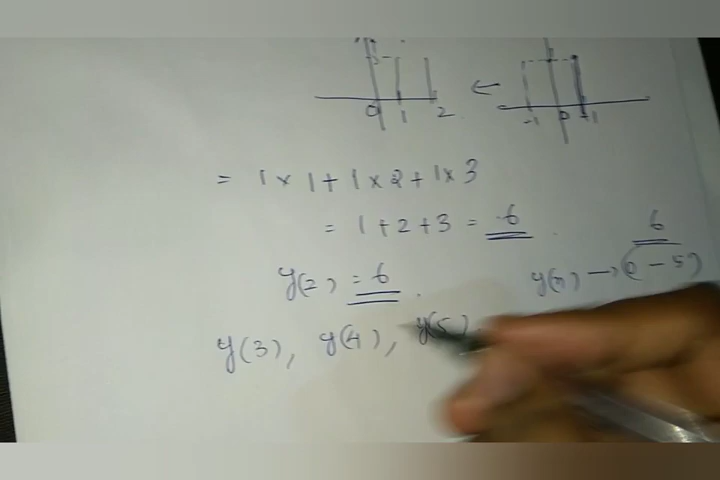 0 1 2 ← -1 0 +1
= 1 × 1 + 1 × 2 + 1 × 3
= 1 + 2 + 3 = 6
6
y(2) = 6
y(n) → (0 - 5)
y(3), y(4), y(5)